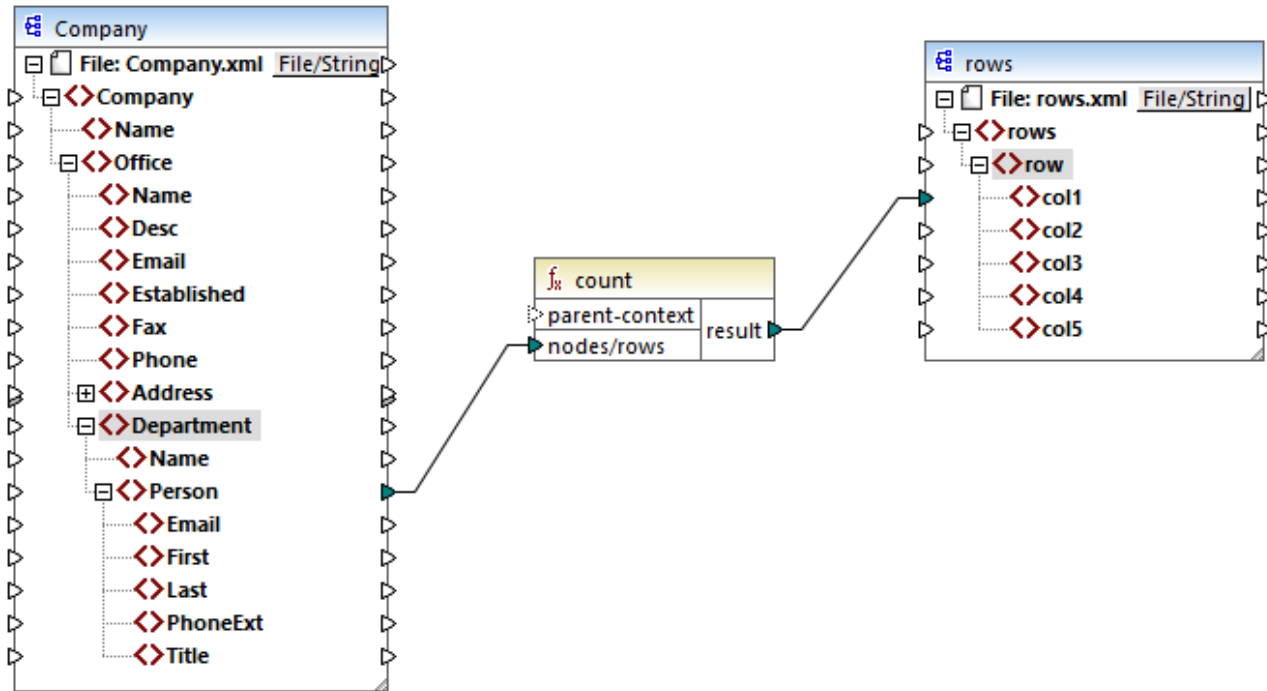 Company
File: Company.xml File/String
Company
Name
Office
Name
Desc
Email
Established
Fax
Phone
Address
Department
Name
Person
Email
First
Last
PhoneExt
Title
fx count
parent-context
result
nodes/rows
rows
File: rows.xml File/String
rows
row
col1
col2
col3
col4
col5